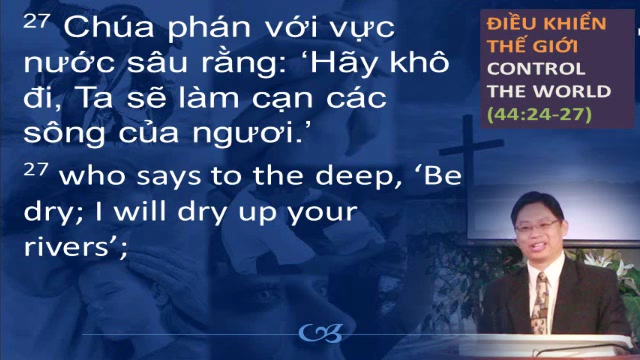 27 Chúa phán với vực
nước sâu rằng: ‘Hãy khô
đi, Ta sẽ làm cạn các
sông của ngươi.’
27 who says to the deep, ‘Be
dry; I will dry up your
rivers’;
ĐIỀU KHIỂN
THẾ GIỚI
CONTROL
THE WORLD
(44:24-27)